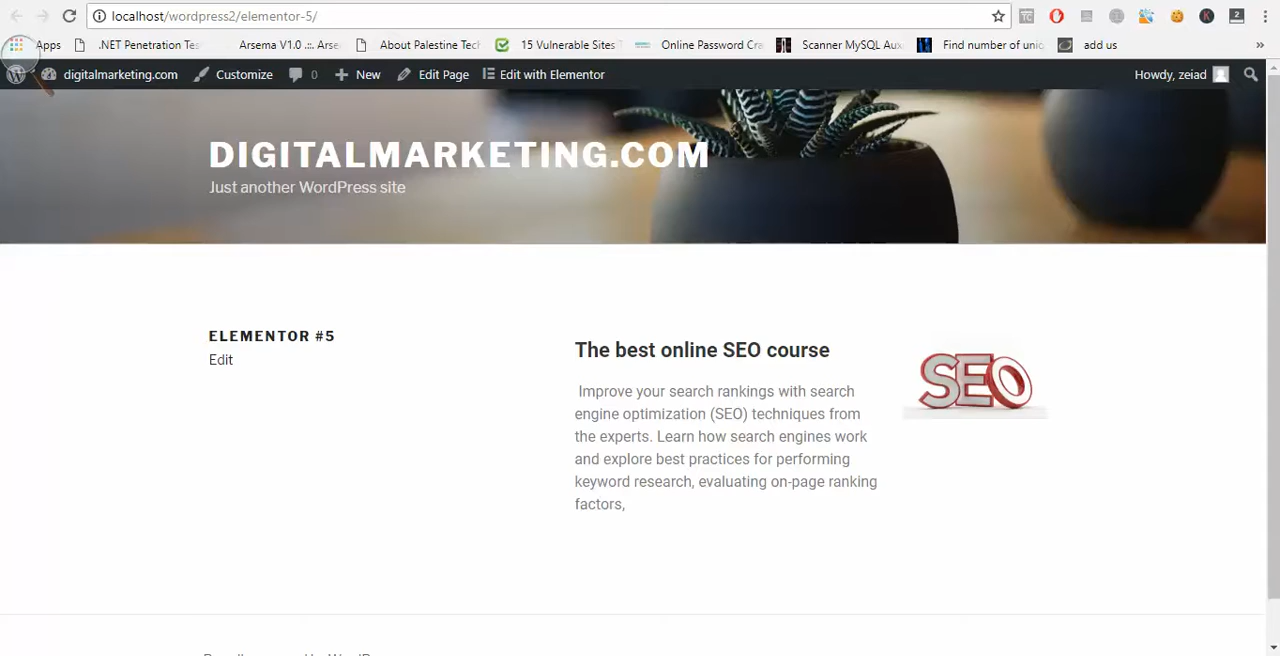 localhost/wordpress2/elementor-5/
Apps .NET Penetration Tes Arsema V1.0 .::. Arse About Palestin Tech 15 Vulnerable Sites Online Password Cra Scanner MySQL Aux Find number of uni add us »
digitalmarketing.com Customize 0 New Edit Page Edit with Elementor Howdy, zeiad
DIGITALMARKETING.COM
Just another WordPress site
ELEMENTOR #5
Edit
The best online SEO course
Improve your search rankings with search
engine optimization (SEO) techniques from
the experts. Learn how search engines work
and explore best practices for performing
keyword research, evaluating on-page ranking
factors,
SEO